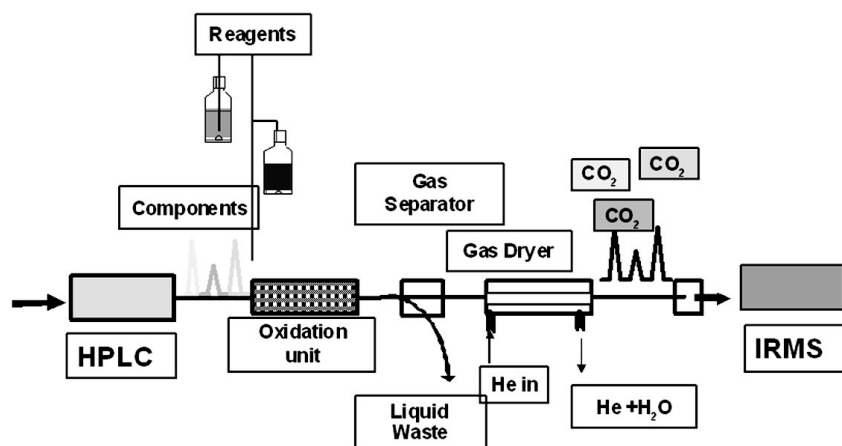 Reagents
Components
Gas
Separator
CO₂
CO₂
CO₂
Gas Dryer
HPLC
Oxidation
unit
IRMS
He in
He +H₂O
Liquid
Waste